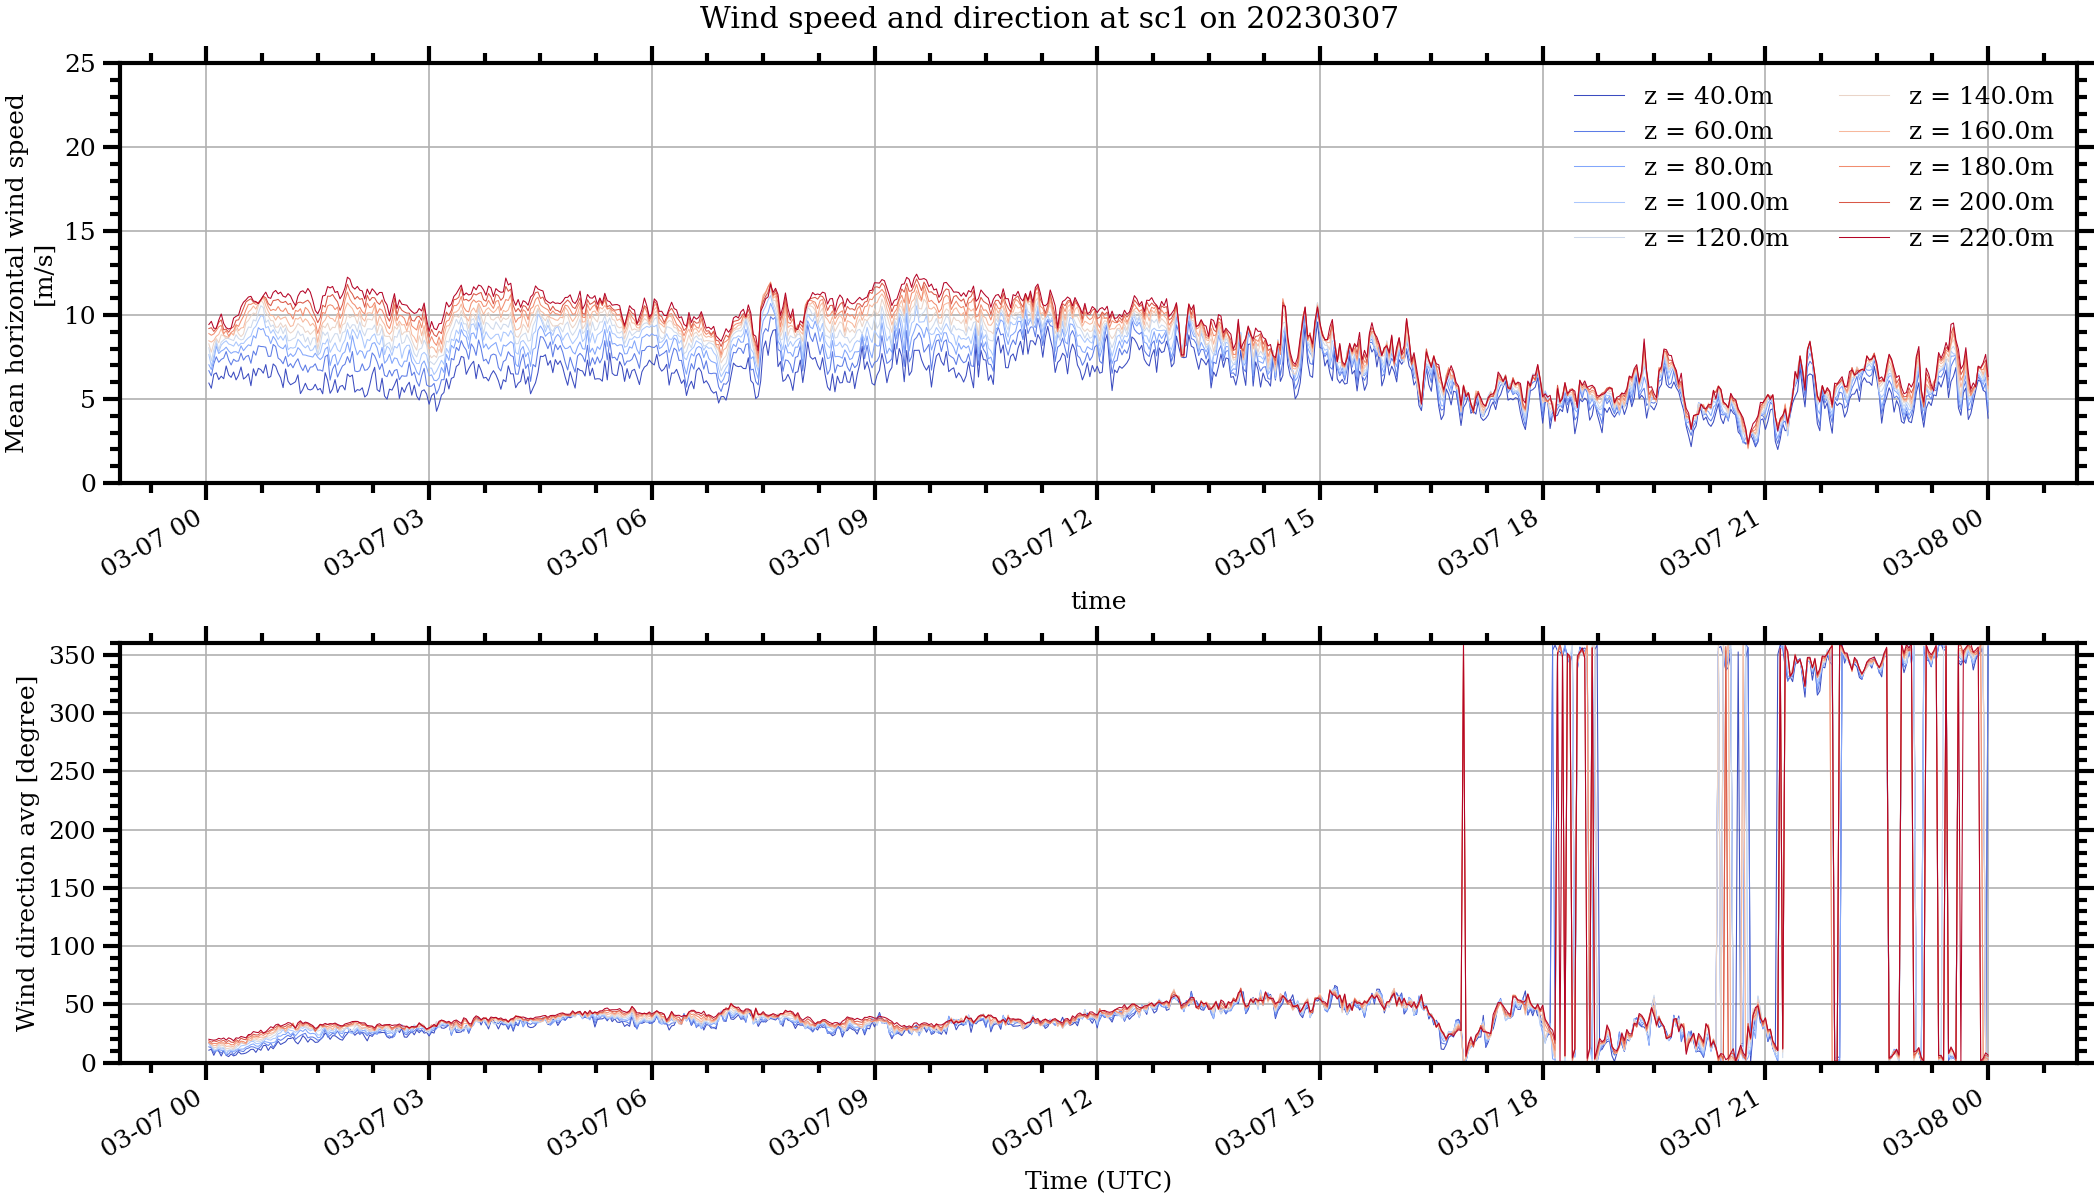 Wind speed and direction at sc1 on 20230307
Mean horizontal wind speed
[m/s]
25
20
15
10
5
0
z = 40.0m
z = 60.0m
z = 80.0m
z = 100.0m
z = 120.0m
z = 140.0m
z = 160.0m
z = 180.0m
z = 200.0m
z = 220.0m
03-07 00
03-07 03
03-07 06
03-07 09
03-07 12
03-07 15
03-07 18
03-07 21
03-08 00
time
Wind direction avg [degree]
350
300
250
200
150
100
50
0
03-07 00
03-07 03
03-07 06
03-07 09
03-07 12
03-07 15
03-07 18
03-07 21
03-08 00
Time (UTC)